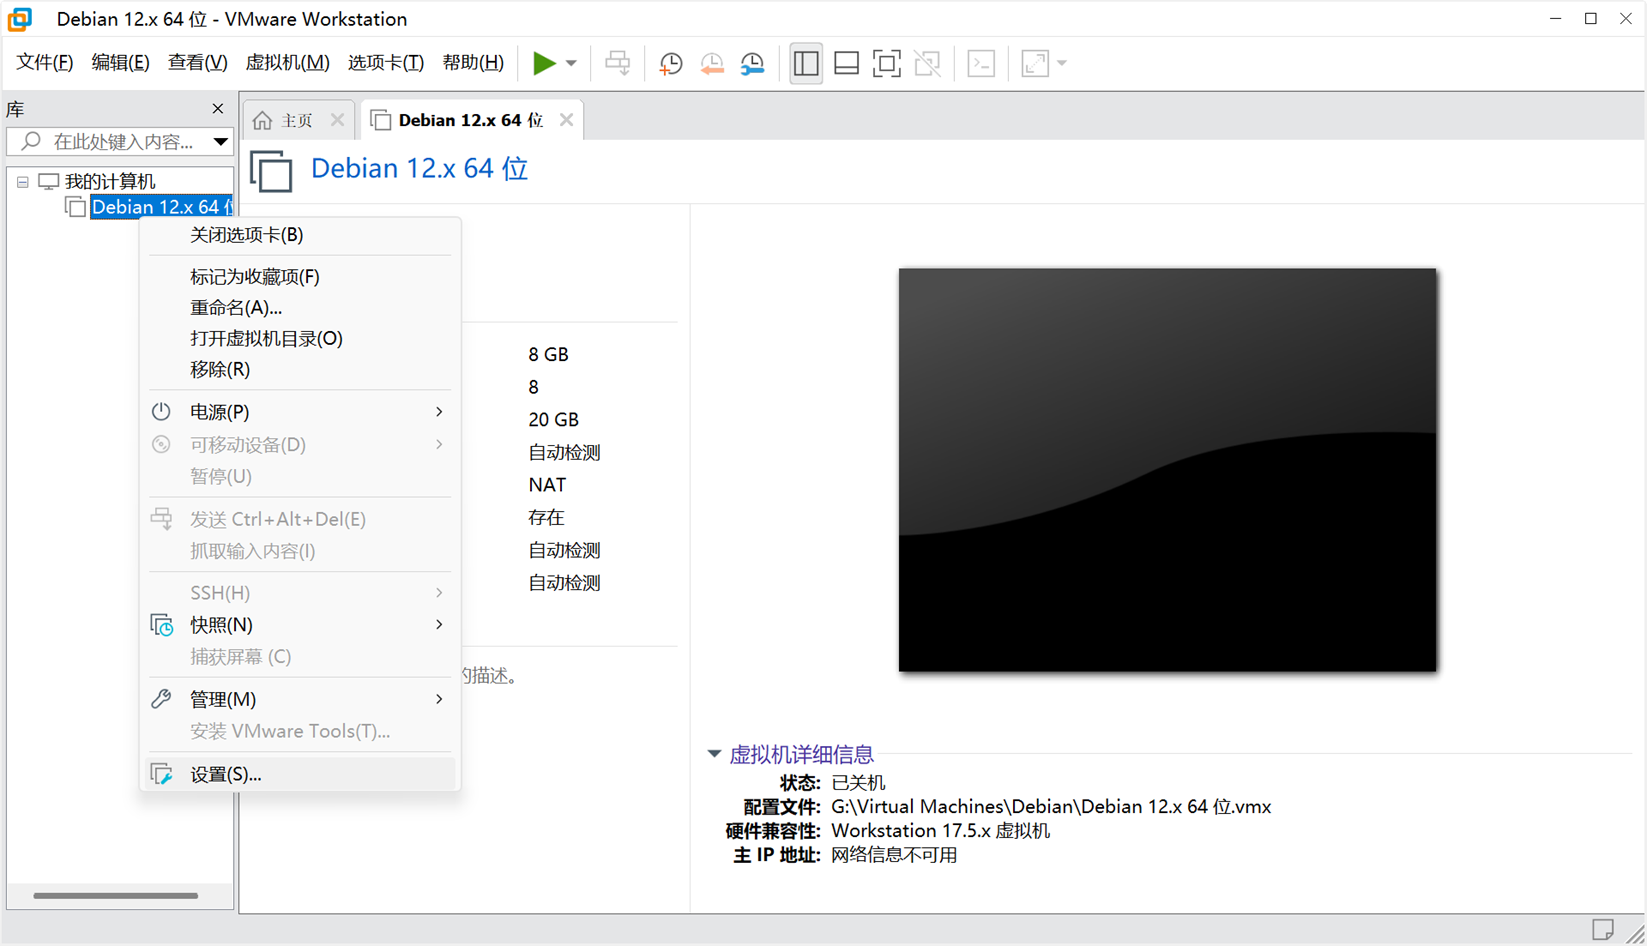 Debian 12.x 64 位 - VMware Workstation
文件(F) 编辑(E) 查看(V) 虚拟机(M) 选项卡(T) 帮助(H)
库
在此处键入内容...
主页
Debian 12.x 64 位
我的计算机
Debian 12.x 64 位
Debian 12.x 64
关闭选项卡(B)
标记为收藏项(F)
重命名(A)...
打开虚拟机目录(O)
移除(R)
电源(P)
可移动设备(D)
暂停(U)
发送 Ctrl+Alt+Del(E)
抓取输入内容(I)
SSH(H)
快照(N)
捕获屏幕 (C)
管理(M)
安装 VMware Tools(T)...
设置(S)...
8 GB
8
20 GB
自动检测
NAT
存在
自动检测
自动检测
的描述。
虚拟机详细信息
状态: 已关机
配置文件: G:\Virtual Machines\Debian\Debian 12.x 64 位.vmx
硬件兼容性: Workstation 17.5.x 虚拟机
主 IP 地址: 网络信息不可用